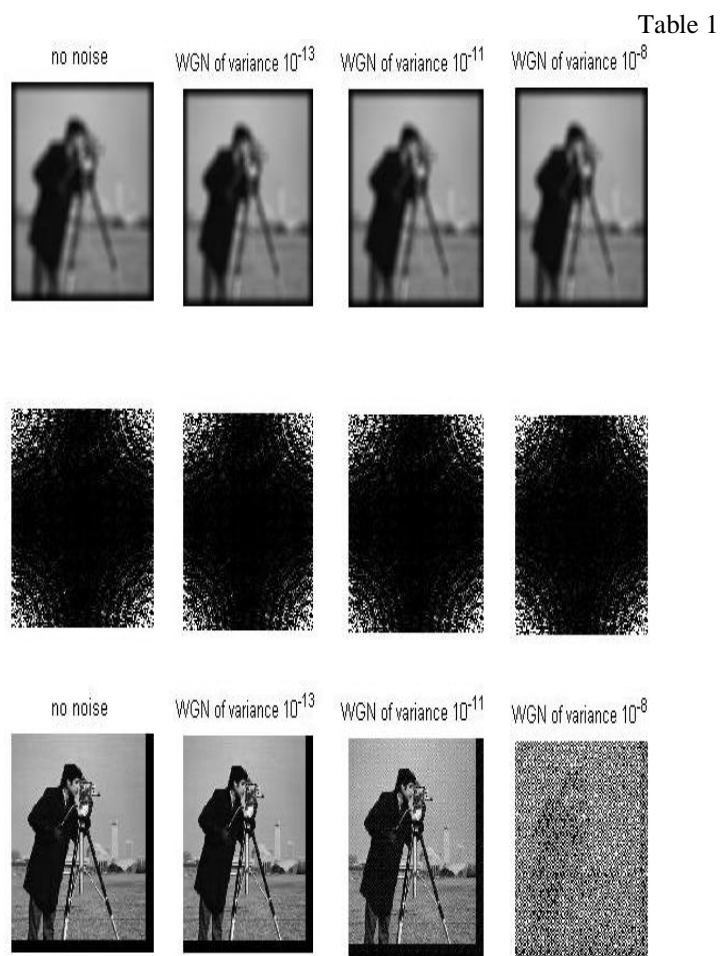 Table 1
no noise WGN of variance 10⁻¹³ WGN of variance 10⁻¹¹ WGN of variance 10⁻⁸
no noise WGN of variance 10⁻¹³ WGN of variance 10⁻¹¹ WGN of variance 10⁻⁸